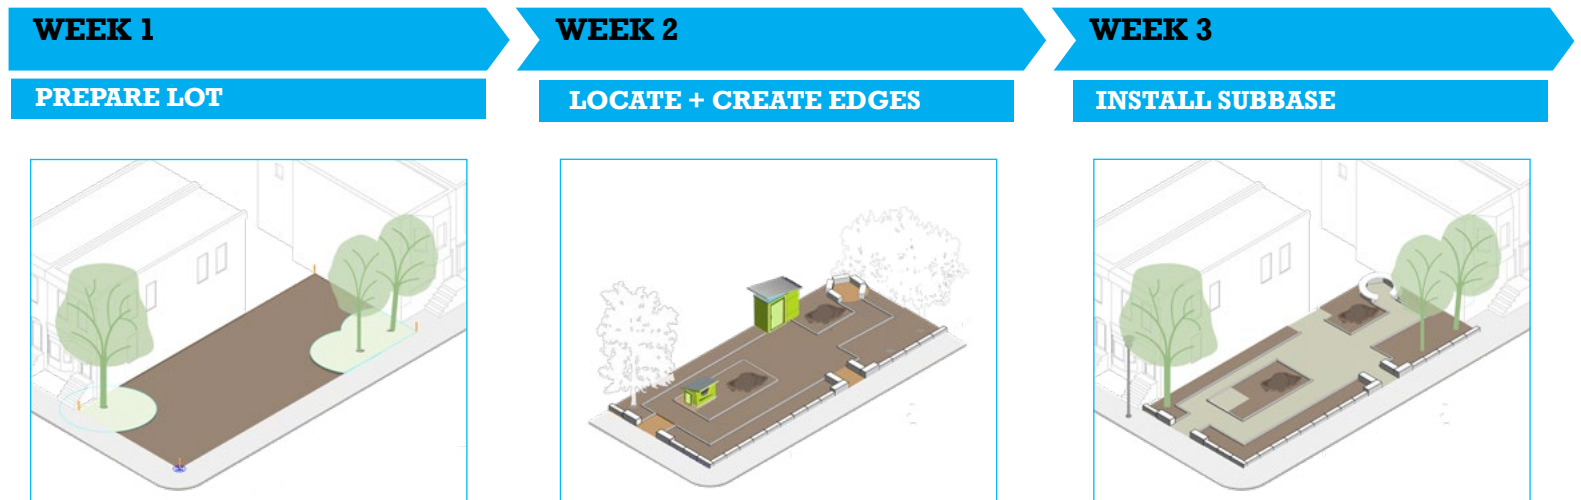 WEEK 1
WEEK 2
WEEK 3
PREPARE LOT
LOCATE + CREATE EDGES
INSTALL SUBBASE